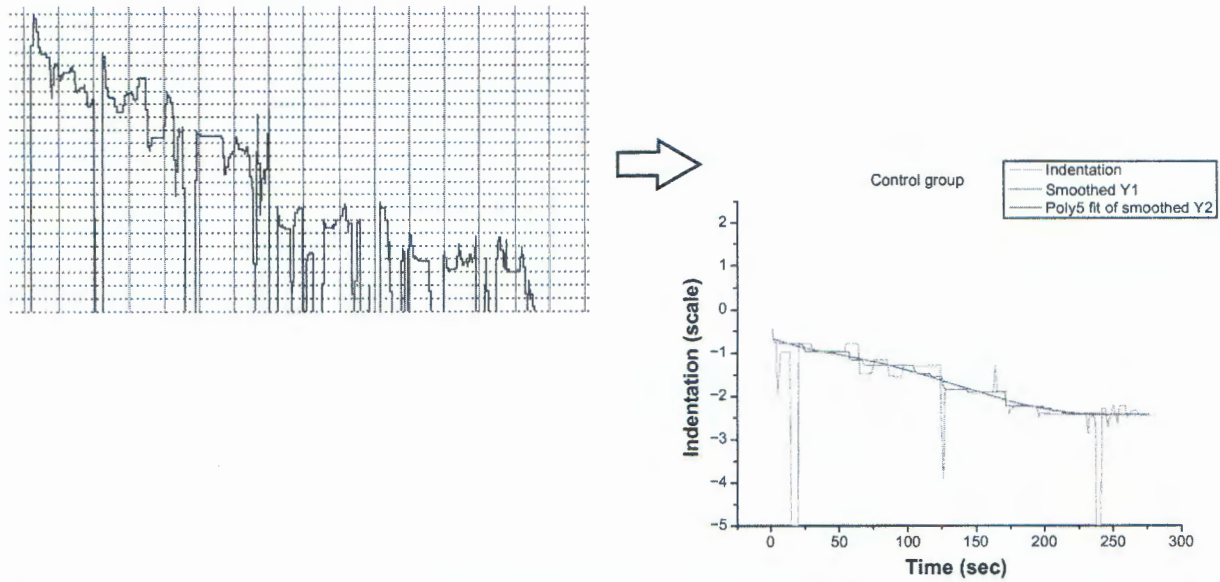 Control group
Indentation
Smoothed Y1
Poly5 fit of smoothed Y2
Indentation (scale)
2
1
1
0
−1
−2
−3
−4
−5
0
50
100
150
200
250
300
Time (sec)